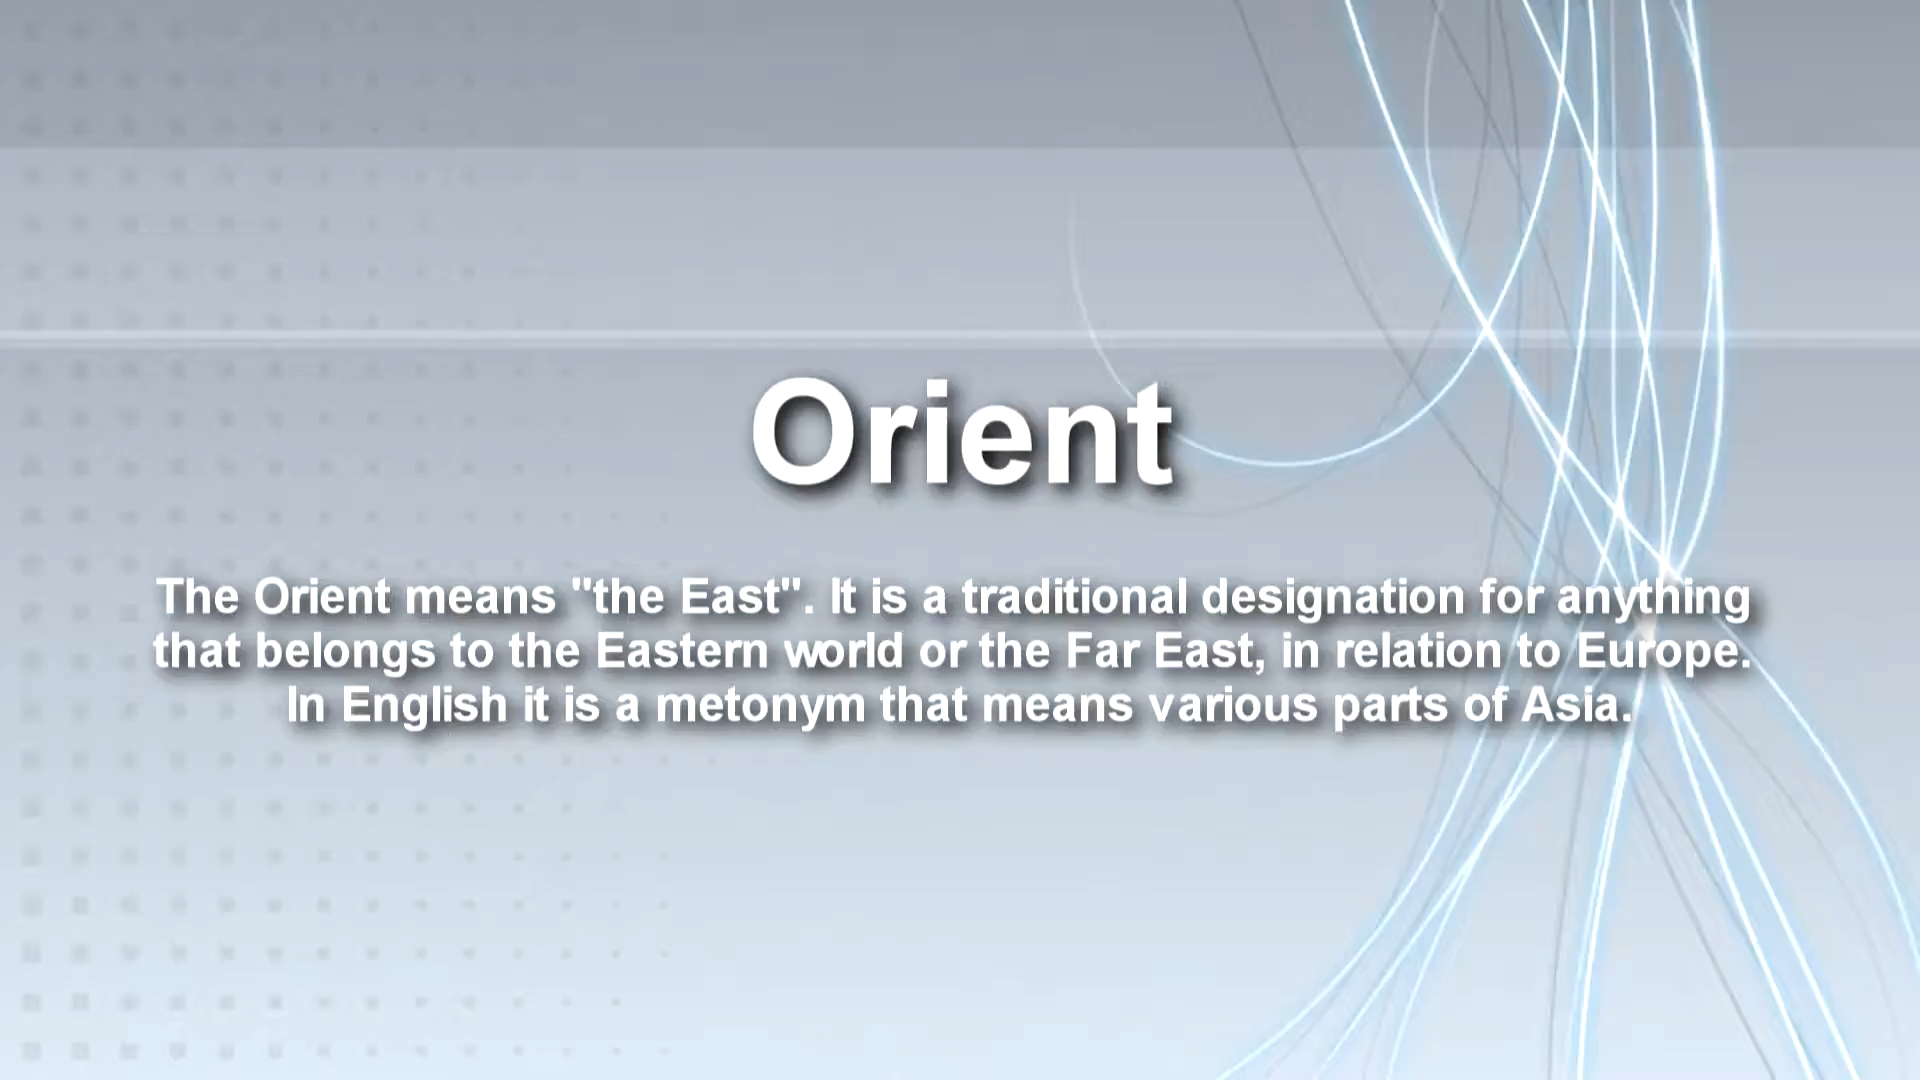 Orient
The Orient means "the East". It is a traditional designation for anything
that belongs to the Eastern world or the Far East, in relation to Europe.
In English it is a metonym that means various parts of Asia.